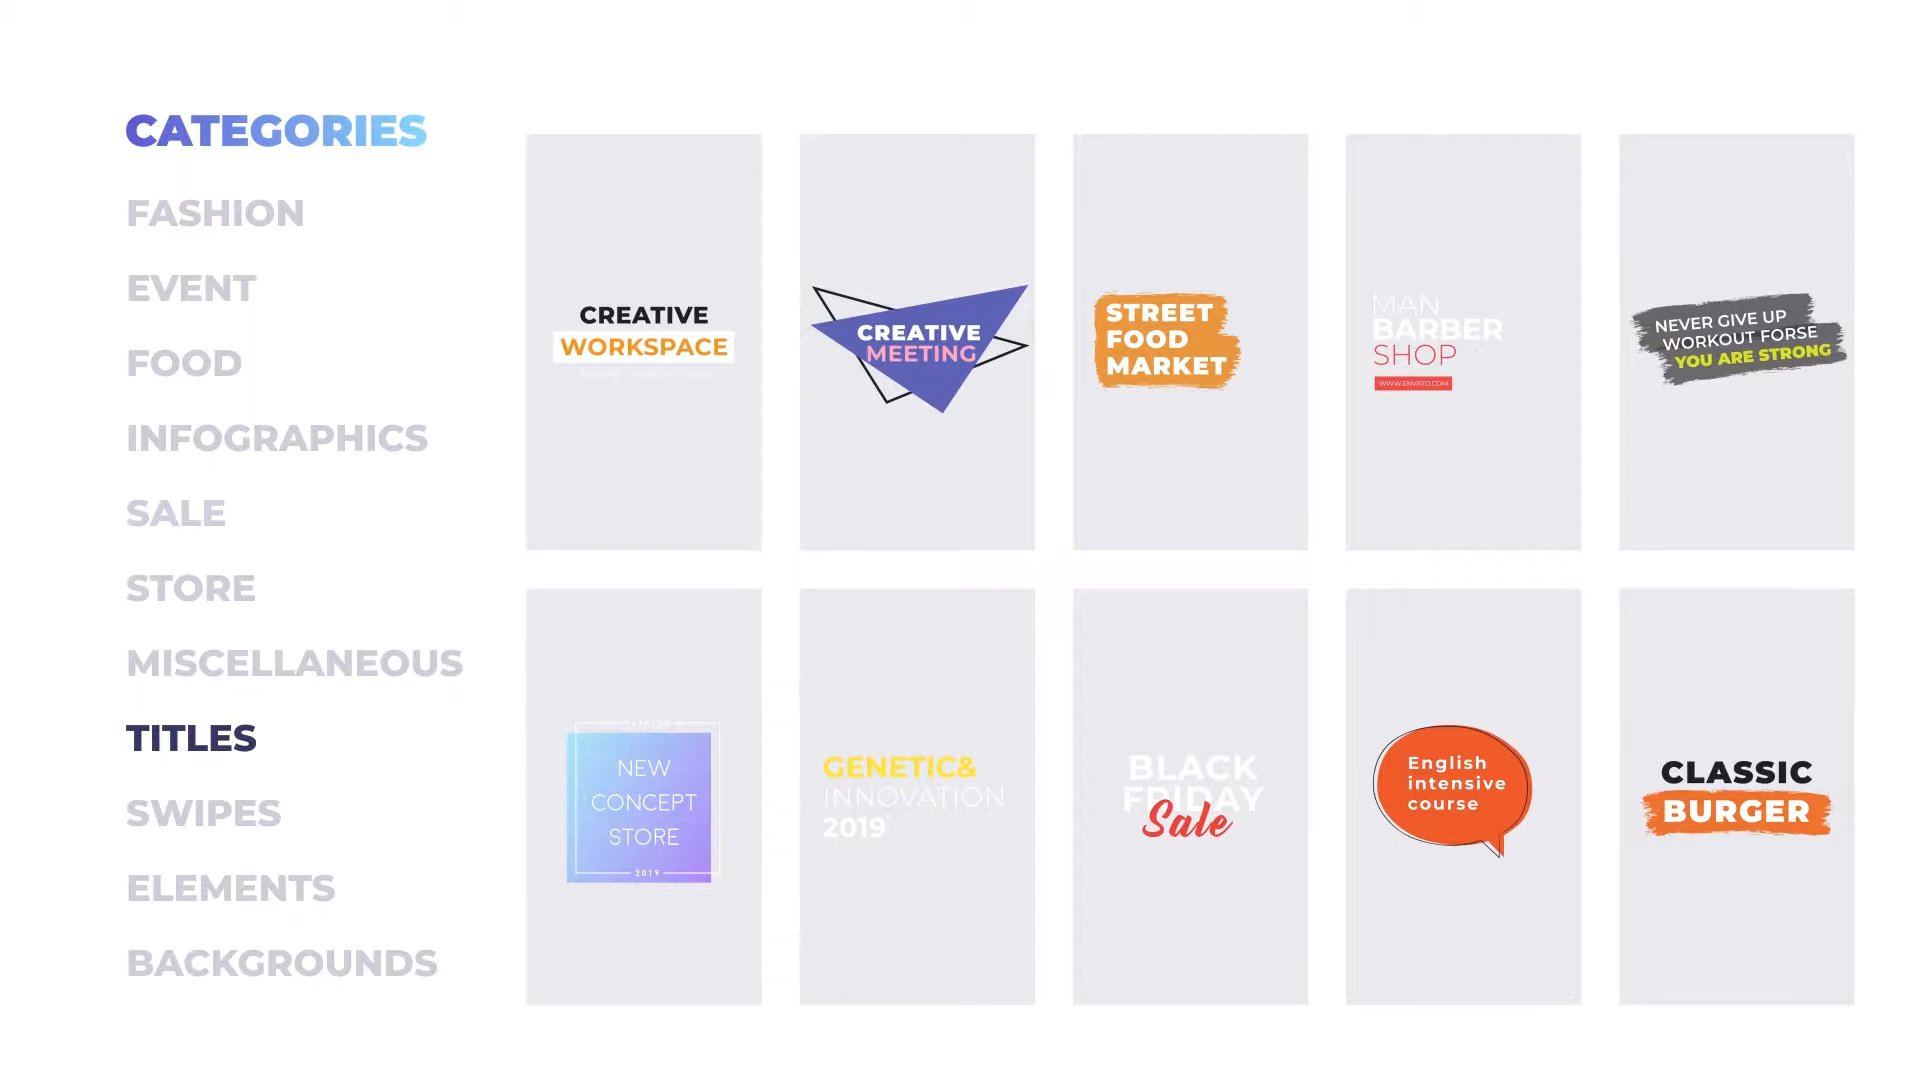 CATEGORIES
FASHION
EVENT
FOOD
INFOGRAPHICS
SALE
STORE
MISCELLANEOUS
TITLES
SWIPES
ELEMENTS
BACKGROUNDS
CREATIVE
WORKSPACE
CREATIVE
MEETING
STREET
FOOD
MARKET
MAN
BARBER
SHOP
WWW.ENVATO.COM
NEVER GIVE UP
WORKOUT FORSE
YOU ARE STRONG
FASHION
NEW
CONCEPT
STORE
2019
GENETIC&
INNOVATION
2019
BLACK
FRIDAY
Sale
English
intensive
course
CLASSIC
BURGER